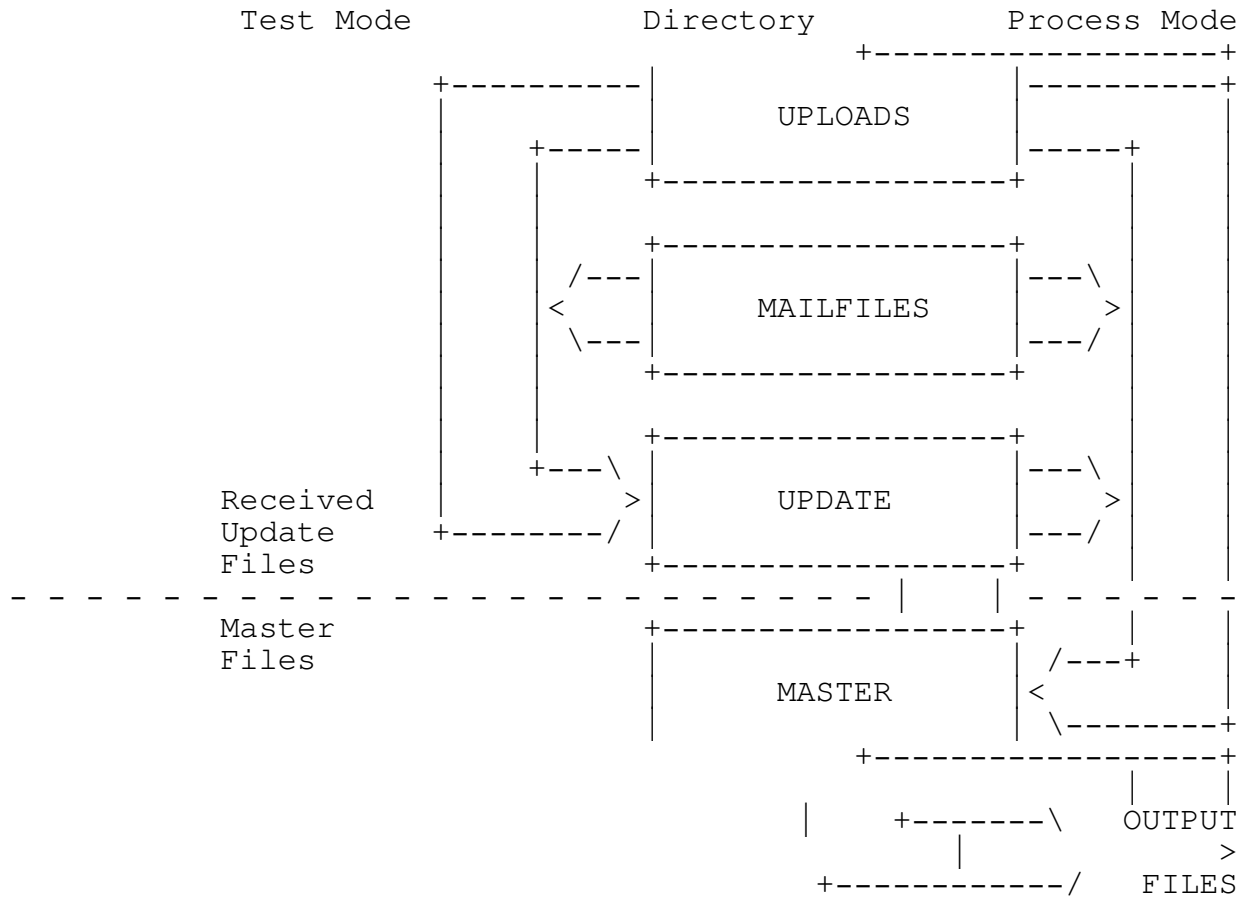 Test Mode Directory Process Mode
UPLOADS
MAILFILES
Received UPDATE
Update
Files
Master
Files
MASTER
OUTPUT
FILES